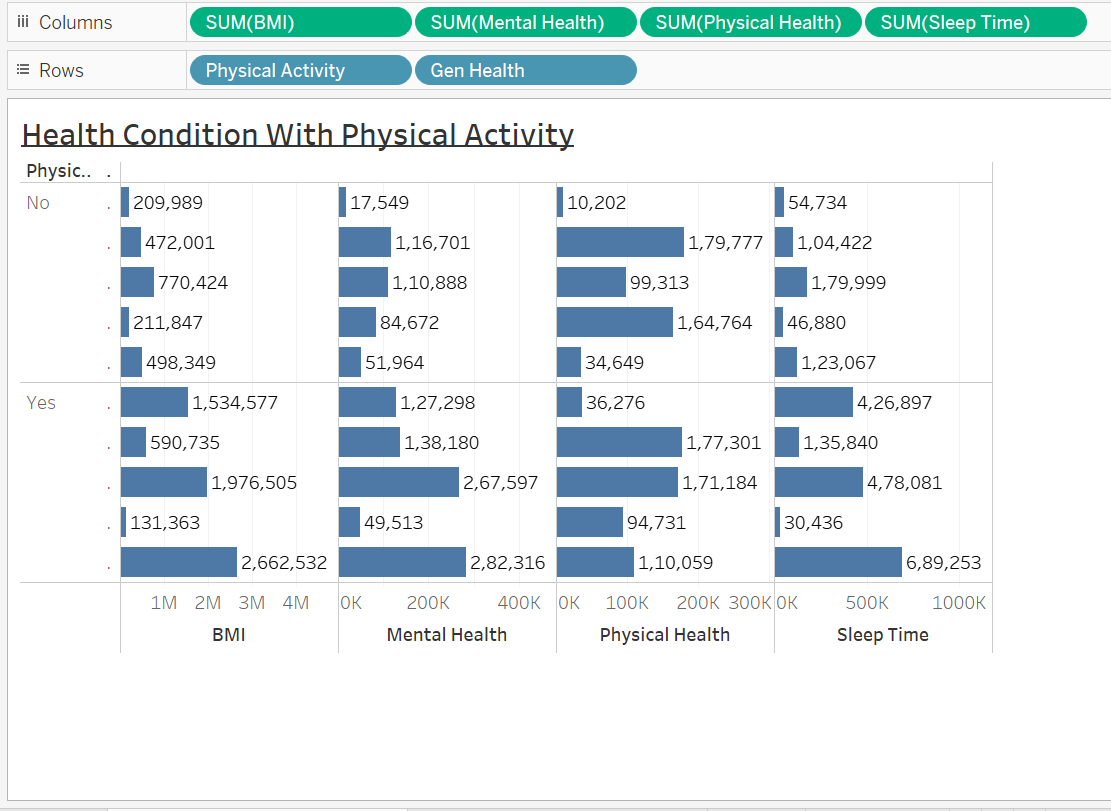 Columns SUM(BMI) SUM(Mental Health) SUM(Physical Health) SUM(Sleep Time)
Rows Physical Activity Gen Health
Health Condition With Physical Activity
Physic.. .
No . 209,989 17,549 10,202 54,734
. 472,001 1,16,701 1,79,777 1,04,422
. 770,424 1,10,888 99,313 1,79,999
. 211,847 84,672 1,64,764 46,880
. 498,349 51,964 34,649 1,23,067
Yes . 1,534,577 1,27,298 36,276 4,26,897
. 590,735 1,38,180 1,77,301 1,35,840
. 1,976,505 2,67,597 1,71,184 4,78,081
. 131,363 49,513 94,731 30,436
. 2,662,532 2,82,316 1,10,059 6,89,253
1M 2M 3M 4M 0K 200K 400K 0K 100K 200K 300K 0K 500K 1000K
BMI Mental Health Physical Health Sleep Time